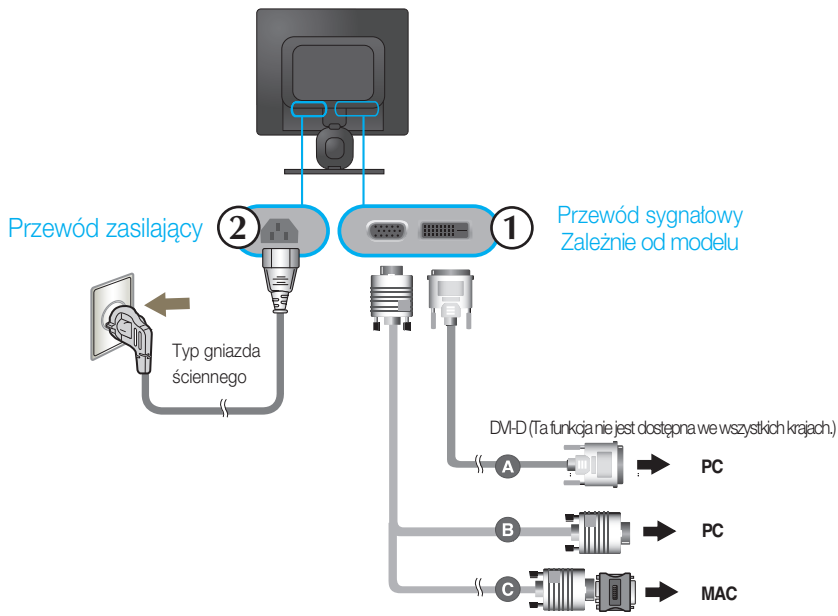 Przewód zasilający
2
1
Przewód sygnałowy
Zależnie od modelu
Typ gniazda
ściennego
DVI-D (Ta funkcja nie jest dostępna we wszystkich krajach.)
A
PC
B
PC
C
MAC